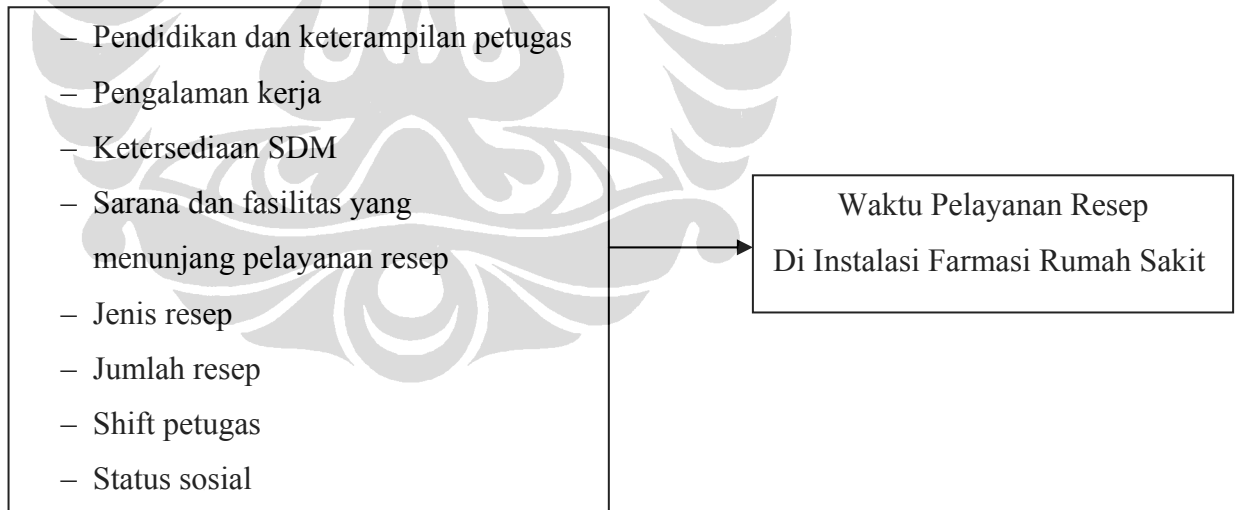 – Pendidikan dan keterampilan petugas
– Pengalaman kerja
– Ketersediaan SDM
– Sarana dan fasilitas yang
menunjang pelayanan resep
– Jenis resep
– Jumlah resep
– Shift petugas
– Status sosial
Waktu Pelayanan Resep
Di Instalasi Farmasi Rumah Sakit